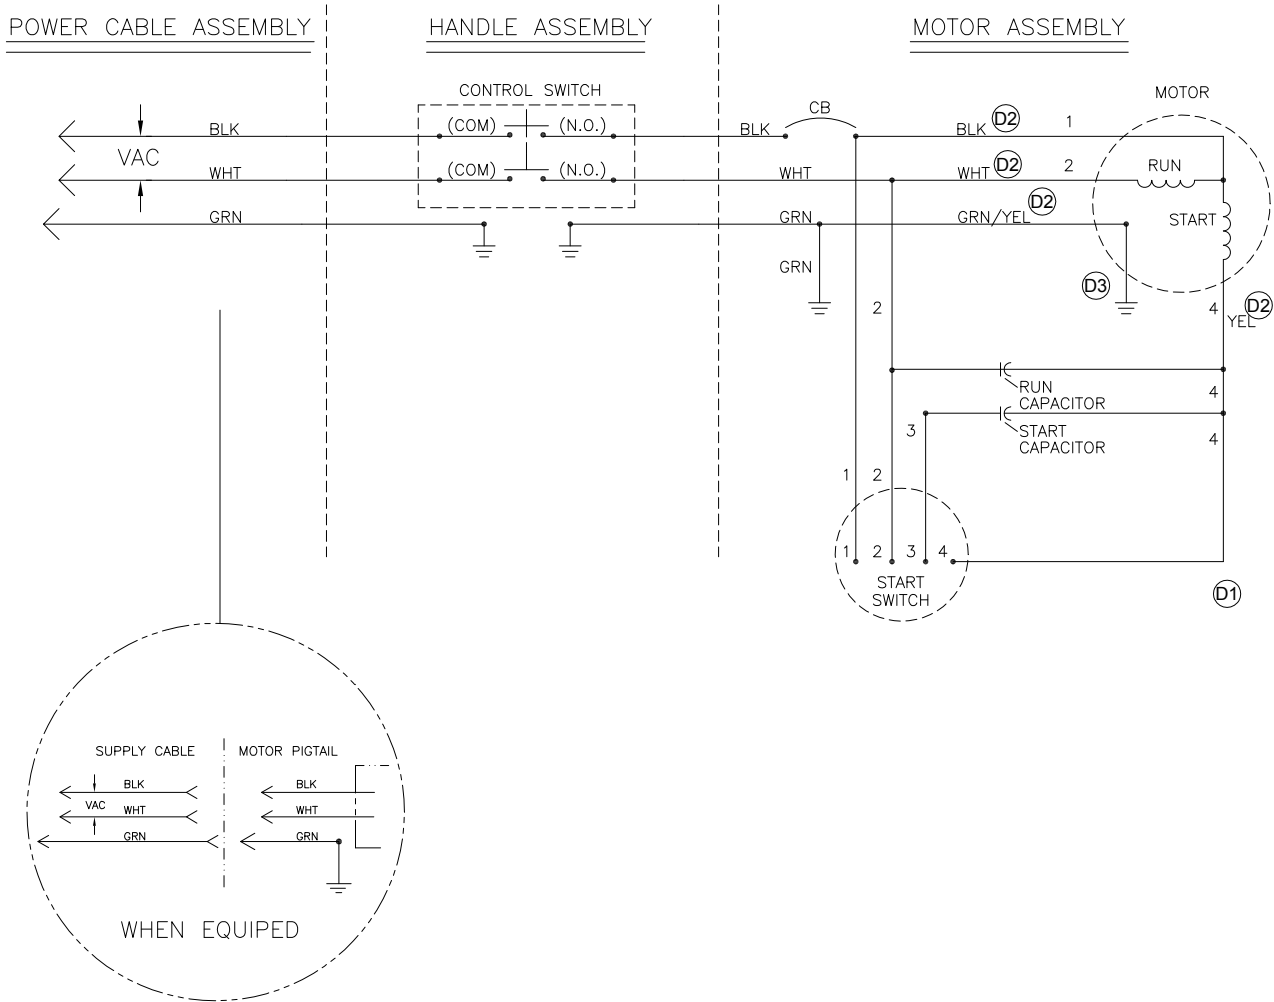 POWER CABLE ASSEMBLY
HANDLE ASSEMBLY
MOTOR ASSEMBLY
CONTROL SWITCH
CB
MOTOR
BLK
(COM)
(N.O.)
BLK
BLK
D2
1
VAC
WHT
(COM)
(N.O.)
WHT
WHT
D2
2
RUN
GRN
GRN
GRN/YEL
D2
START
GRN
D3
2
4
YEL
D2
RUN
CAPACITOR
4
START
CAPACITOR
3
4
1
2
1
2
3
4
START
SWITCH
D1
SUPPLY CABLE
MOTOR PIGTAIL
BLK
BLK
VAC
WHT
WHT
GRN
GRN
WHEN EQUIPED